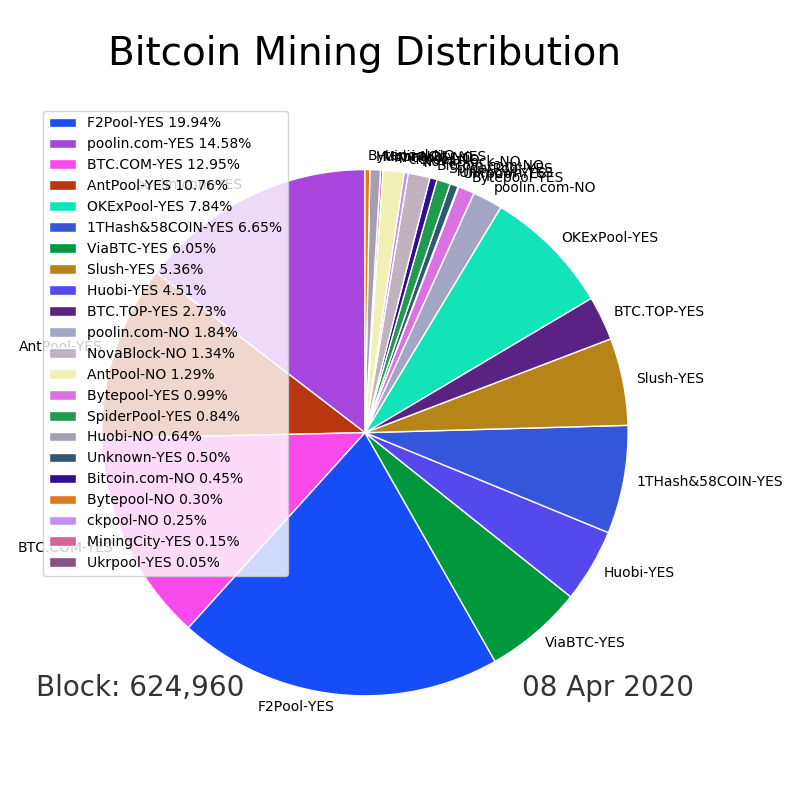 Bitcoin Mining Distribution
F2Pool-YES 19.94%
poolin.com-YES 14.58%
BTC.COM-YES 12.95%
AntPool-YES 10.76%
OKExPool-YES 7.84%
1THash&58COIN-YES 6.65%
ViaBTC-YES 6.05%
Slush-YES 5.36%
Huobi-YES 4.51%
BTC.TOP-YES 2.73%
poolin.com-NO 1.84%
NovaBlock-NO 1.34%
AntPool-NO 1.29%
Bytepool-YES 0.99%
SpiderPool-YES 0.84%
Huobi-NO 0.64%
Unknown-YES 0.50%
Bitcoin.com-NO 0.45%
Bytepool-NO 0.30%
ckpool-NO 0.25%
MiningCity-YES 0.15%
Ukrpool-YES 0.05%
Bytepool-YES
poolin.com-NO
OKExPool-YES
BTC.TOP-YES
Slush-YES
1THash&58COIN-YES
Huobi-YES
ViaBTC-YES
F2Pool-YES
BTC.COM-YES
AntPool-YES
Block: 624,960
08 Apr 2020